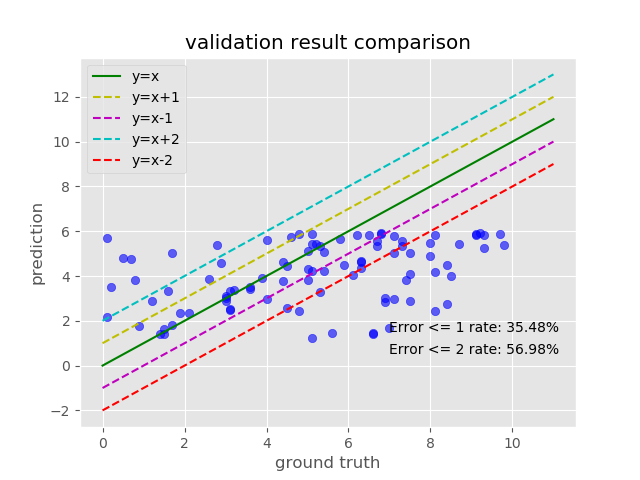 validation result comparison
y=x
y=x+1
y=x-1
y=x+2
y=x-2
12
10
8
6
4
2
0
−2
prediction
Error <= 1 rate: 35.48%
Error <= 2 rate: 56.98%
0 2 4 6 8 10
ground truth